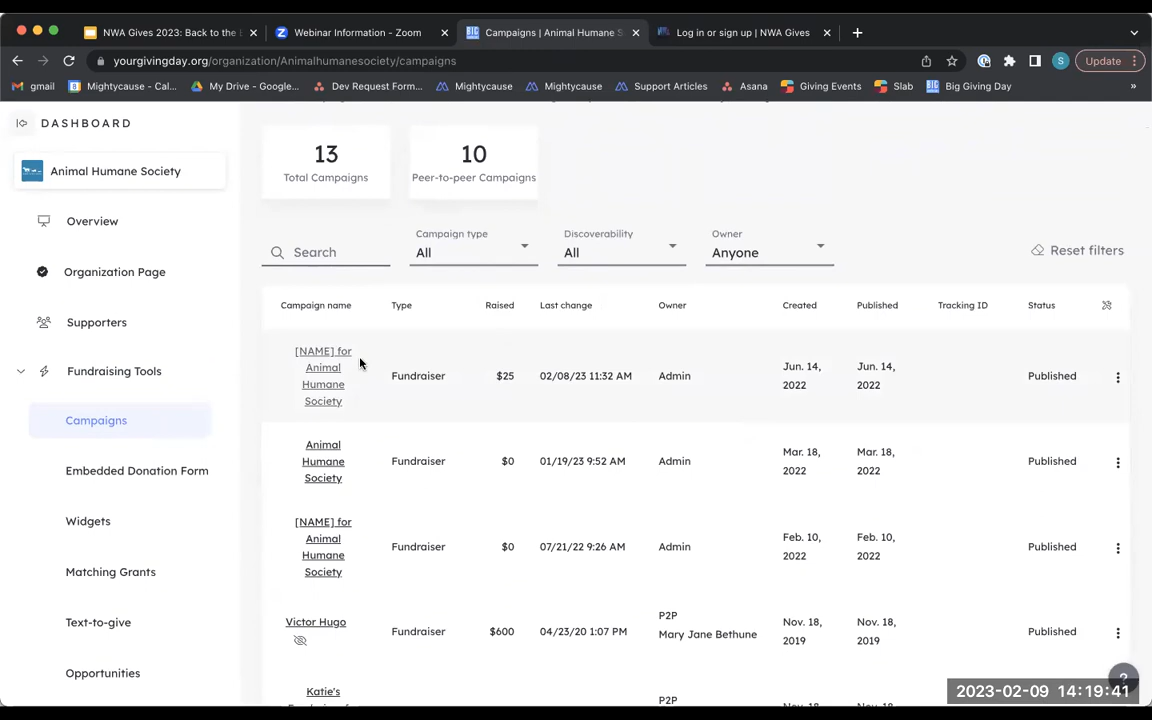 NWA Gives 2023: Back to the
Webinar Information - Zoom
Campaigns | Animal Humane S
Log in or sign up | NWA Gives
yourgivingday.org/organization/Animalhumanesociety/campaigns
S
Update
gmail
Mightycause - Cal...
My Drive - Google...
Dev Request Form...
Mightycause
Mightycause
Support Articles
Asana
Giving Events
Slab
Big Giving Day
»
DASHBOARD
Animal Humane Society
Overview
Organization Page
Supporters
Fundraising Tools
Campaigns
Embedded Donation Form
Widgets
Matching Grants
Text-to-give
Opportunities
13
Total Campaigns
10
Peer-to-peer Campaigns
Search
Campaign type
All
Discoverability
All
Owner
Anyone
Reset filters
Campaign name Type Raised Last change Owner Created Published Tracking ID Status
[NAME] for
Animal
Humane
Society
Fundraiser $25 02/08/23 11:32 AM Admin
Jun. 14,
2022
Jun. 14,
2022
Published
Animal
Humane
Society
Fundraiser $0 01/19/23 9:52 AM Admin
Mar. 18,
2022
Mar. 18,
2022
Published
[NAME] for
Animal
Humane
Society
Fundraiser $0 07/21/22 9:26 AM Admin
Feb. 10,
2022
Feb. 10,
2022
Published
Victor Hugo
Fundraiser $600 04/23/20 1:07 PM
P2P
Mary Jane Bethune
Nov. 18,
2019
Nov. 18,
2019
Published
Katie's
P2P
?
2023-02-09 14:19:41